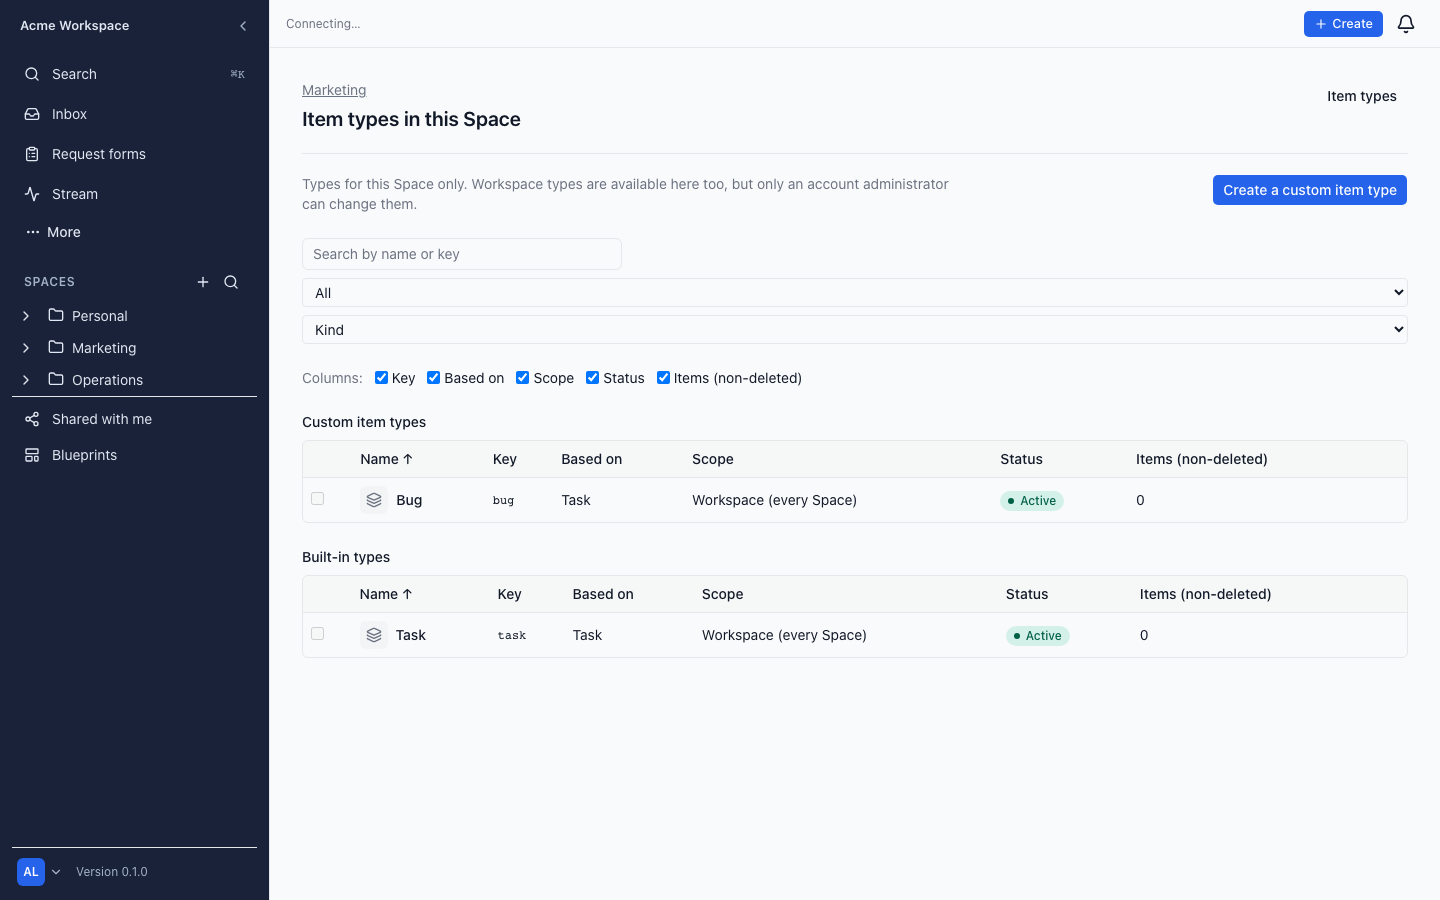 Acme Workspace
Search ⌘K
Inbox
Request forms
Stream
More
SPACES
Personal
Marketing
Operations
Shared with me
Blueprints
AL
Version 0.1.0
Connecting...
Create
Marketing
Item types in this Space
Item types
Types for this Space only. Workspace types are available here too, but only an account administrator
can change them.
Create a custom item type
Search by name or key
All
Kind
Columns: Key Based on Scope Status Items (non-deleted)
Custom item types
Name ↑ Key Based on Scope Status Items (non-deleted)
Bug bug Task Workspace (every Space) Active 0
Built-in types
Name ↑ Key Based on Scope Status Items (non-deleted)
Task task Task Workspace (every Space) Active 0